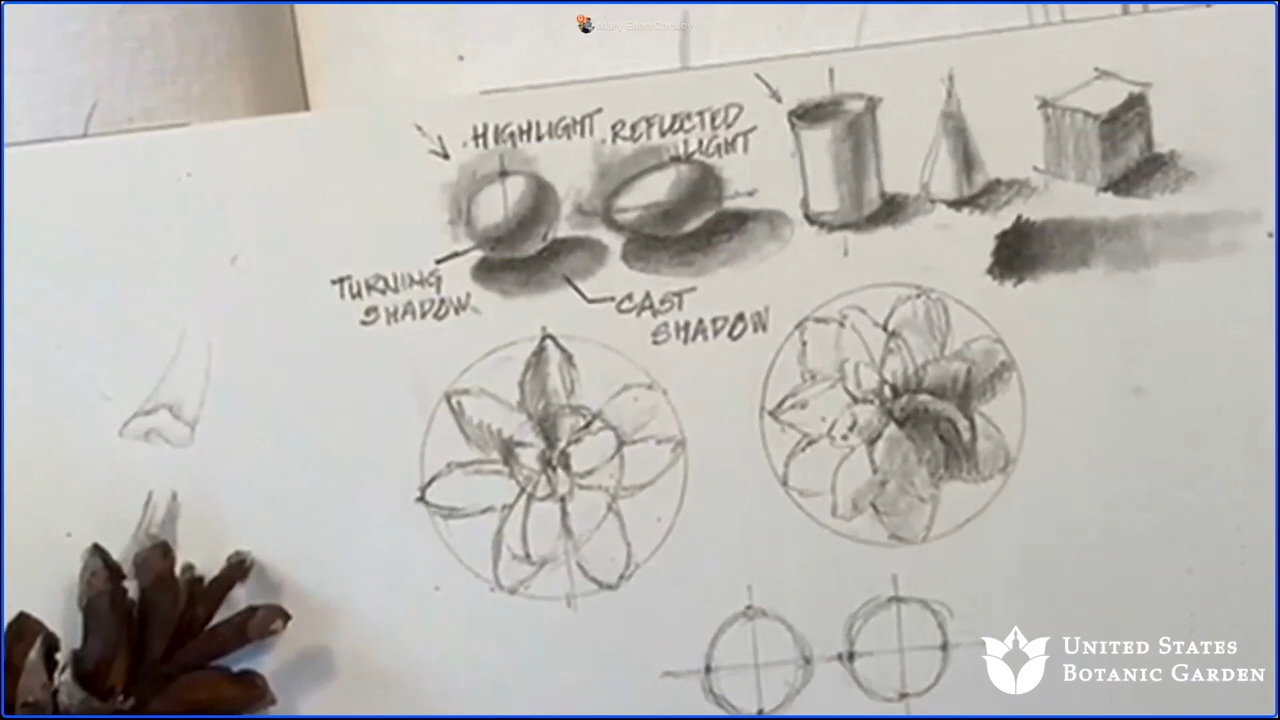 .HIGHLIGHT
.REFLECTED
LIGHT
TURNING
SHADOW
CAST
SHADOW
UNITED STATES
BOTANIC GARDEN